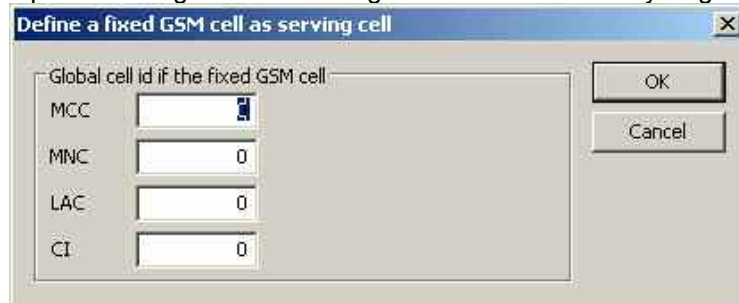 Define a fixed GSM cell as serving cell
Global cell id if the fixed GSM cell
OK
MCC 0
Cancel
MNC 0
LAC 0
CI 0